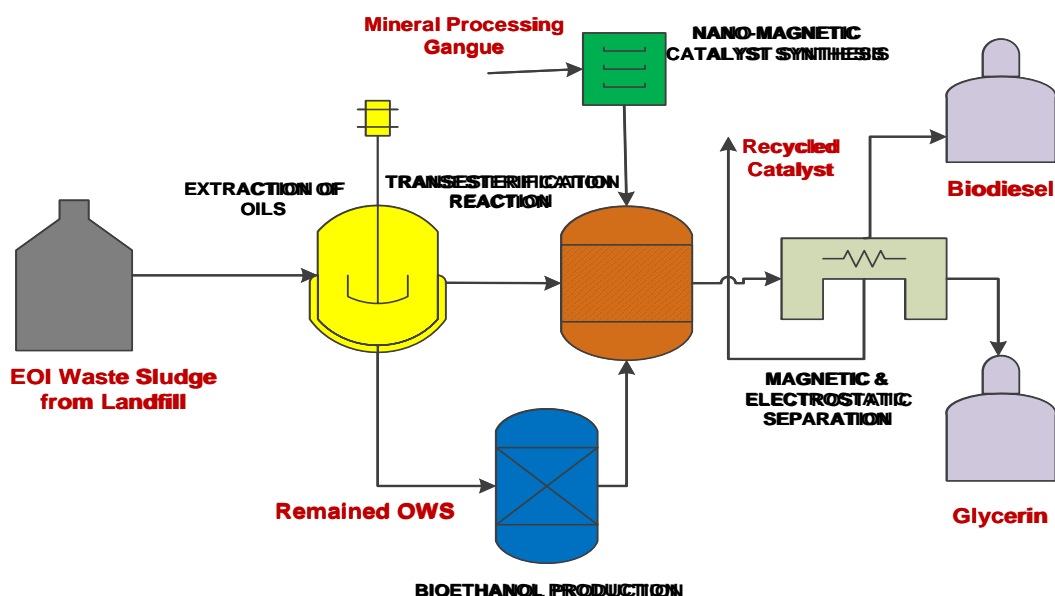 Mineral Processing
Gangue
NANO-MAGNETIC
CATALYST SYNTHESIS
Recycled
Catalyst
Biodiesel
EXTRACTION OF
OILS
TRANSESTERIFICATION
REACTION
EOI Waste Sludge
from Landfill
MAGNETIC &
ELECTROSTATIC
SEPARATION
Remained OWS
Glycerin
BIOETHANOL PRODUCTION